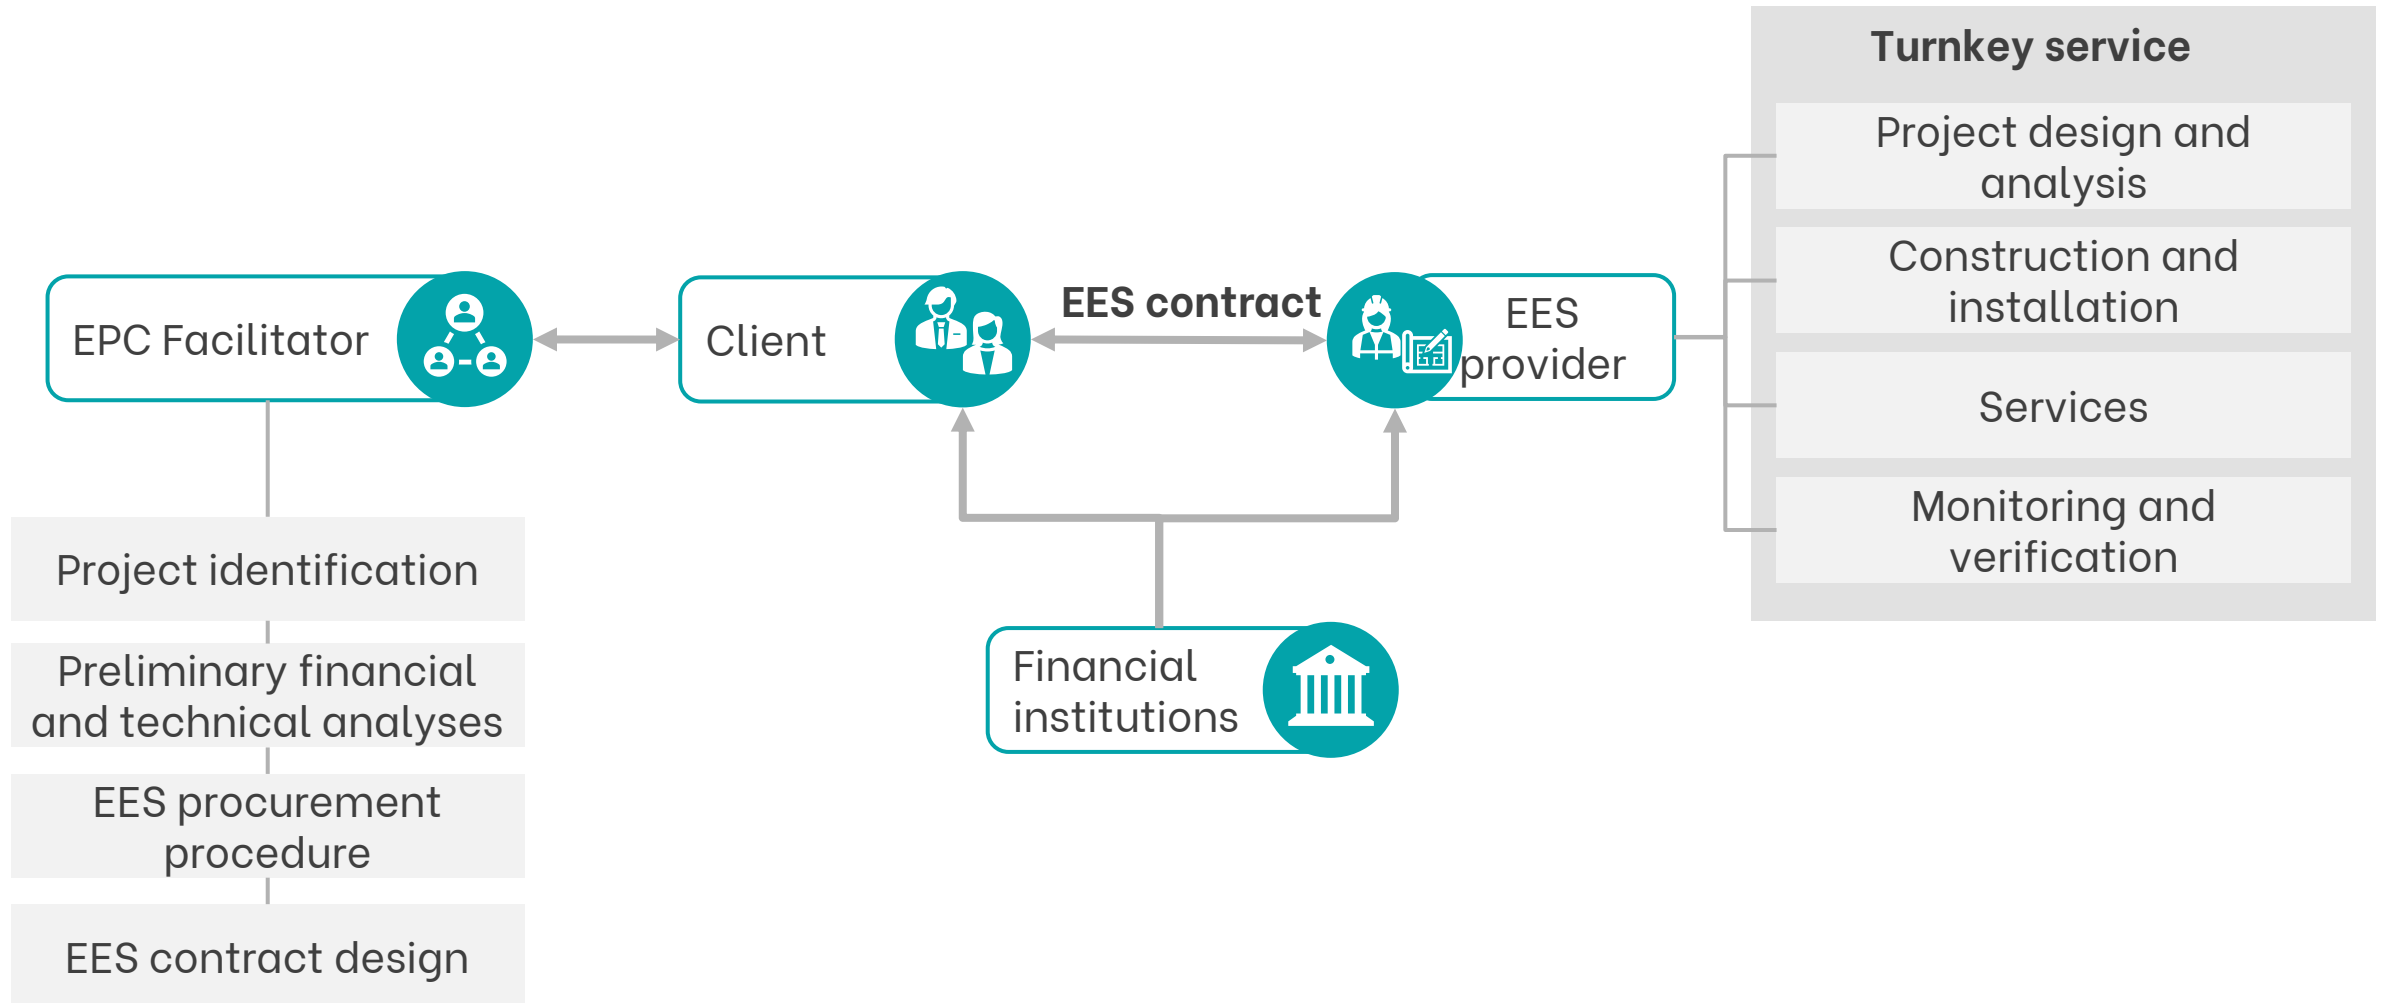 Turnkey service
Project design and
analysis
Construction and
installation
Services
Monitoring and
verification
EPC Facilitator
Client
EES contract
EES
provider
Financial
institutions
Project identification
Preliminary financial
and technical analyses
EES procurement
procedure
EES contract design